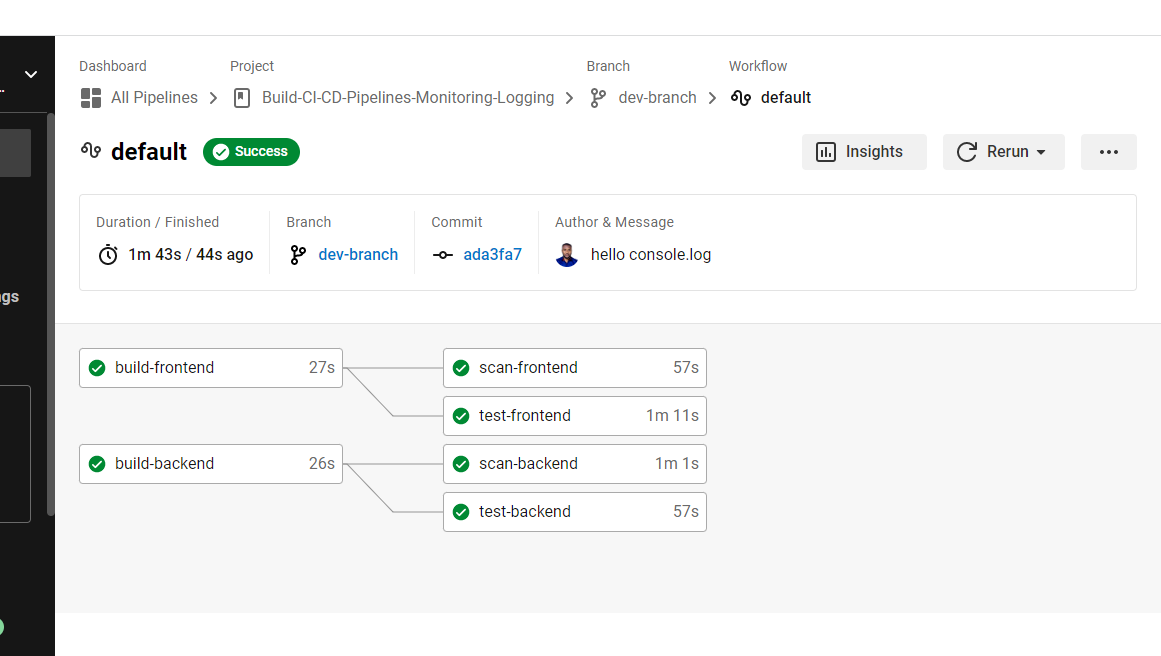 Dashboard Project Branch Workflow
All Pipelines Build-CI-CD-Pipelines-Monitoring-Logging dev-branch default
default Success Insights Rerun
Duration / Finished Branch Commit Author & Message
1m 43s / 44s ago dev-branch ada3fa7 hello console.log
build-frontend 27s scan-frontend 57s
test-frontend 1m 11s
build-backend 26s scan-backend 1m 1s
test-backend 57s